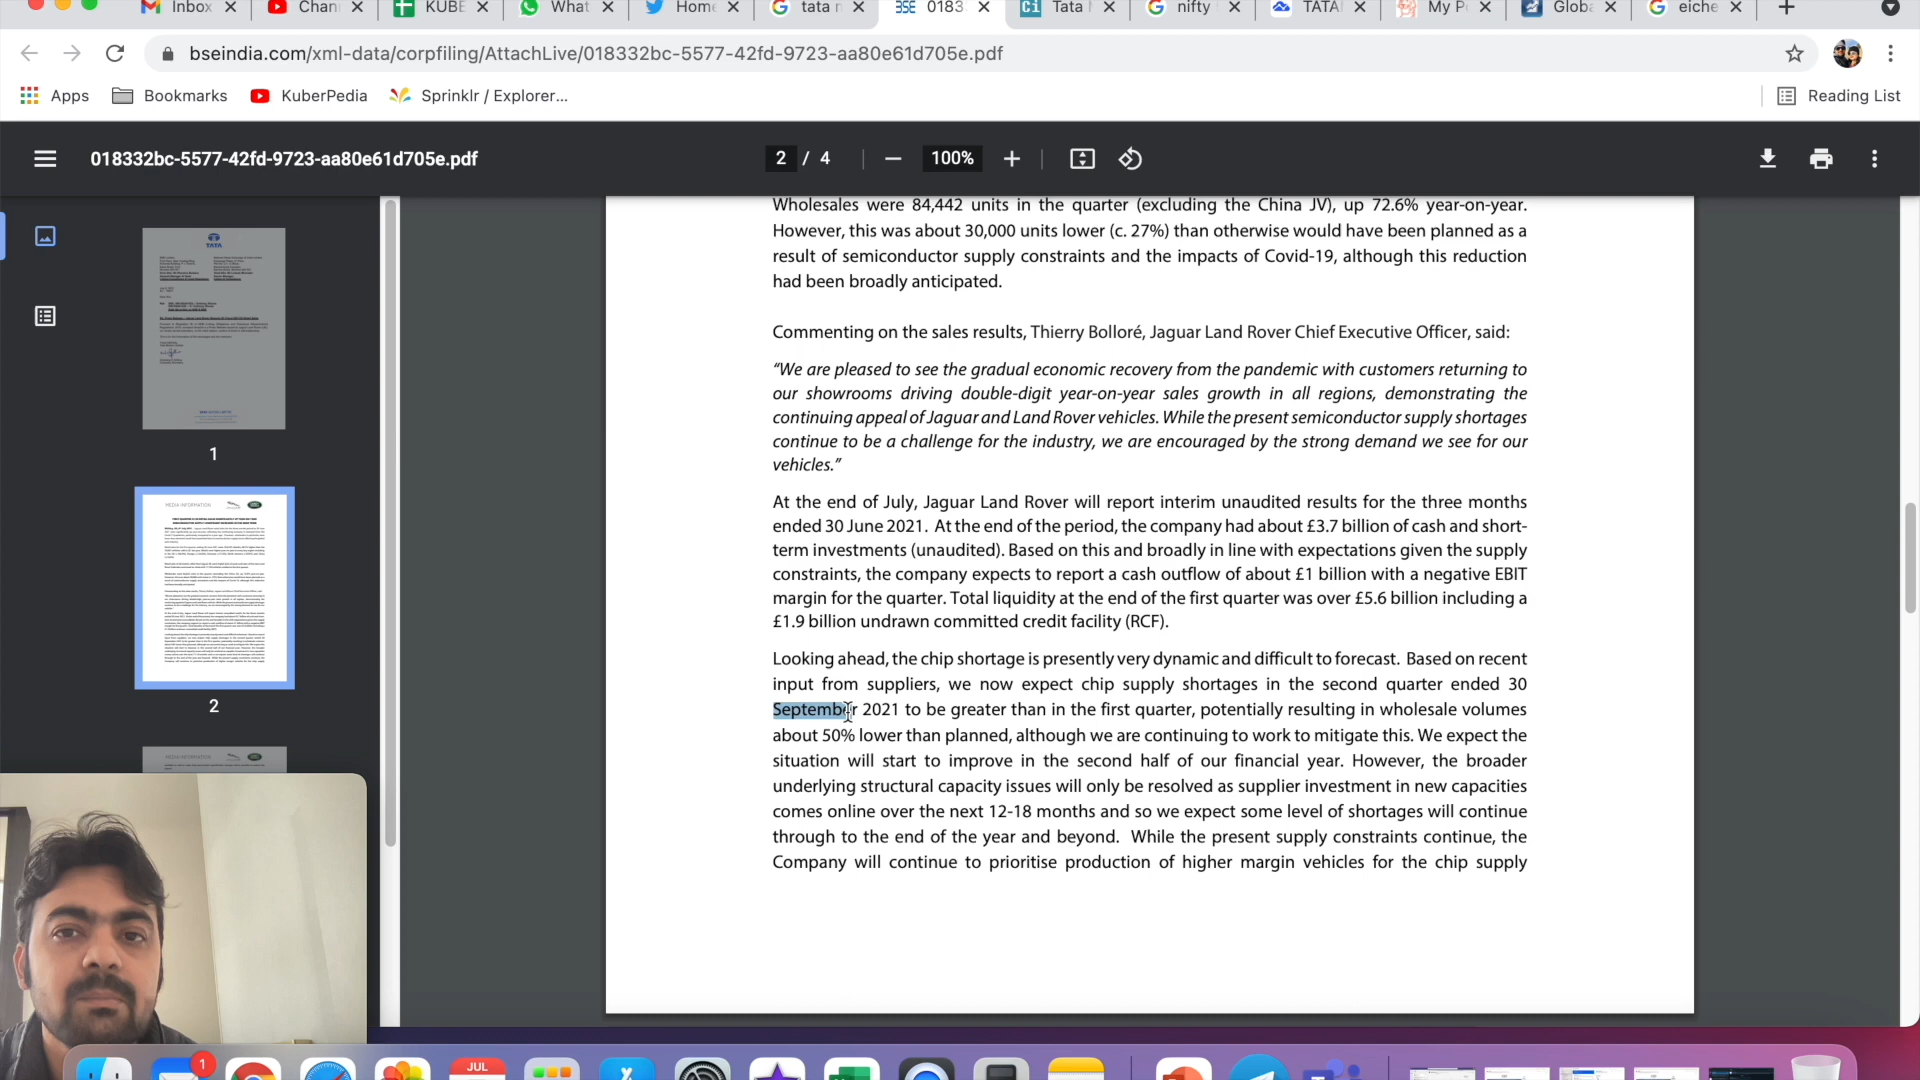 Inbox
Chan
KUBE
What
Home
tata n
BSE 0183
Ci Tata
nifty
TATA
My P
Globa
eiche
bseindia.com/xml-data/corpfiling/AttachLive/018332bc-5577-42fd-9723-aa80e61d705e.pdf
Apps
Bookmarks
KuberPedia
Sprinklr / Explorer...
Reading List
018332bc-5577-42fd-9723-aa80e61d705e.pdf
2 / 4
100%
TATA
1
MEDIA INFORMATION
2
Wholesales were 84,442 units in the quarter (excluding the China JV), up 72.6% year-on-year.
However, this was about 30,000 units lower (c. 27%) than otherwise would have been planned as a
result of semiconductor supply constraints and the impacts of Covid-19, although this reduction
had been broadly anticipated.
Commenting on the sales results, Thierry Bolloré, Jaguar Land Rover Chief Executive Officer, said:
“We are pleased to see the gradual economic recovery from the pandemic with customers returning to
our showrooms driving double-digit year-on-year sales growth in all regions, demonstrating the
continuing appeal of Jaguar and Land Rover vehicles. While the present semiconductor supply shortages
continue to be a challenge for the industry, we are encouraged by the strong demand we see for our
vehicles.”
At the end of July, Jaguar Land Rover will report interim unaudited results for the three months
ended 30 June 2021. At the end of the period, the company had about £3.7 billion of cash and short-
term investments (unaudited). Based on this and broadly in line with expectations given the supply
constraints, the company expects to report a cash outflow of about £1 billion with a negative EBIT
margin for the quarter. Total liquidity at the end of the first quarter was over £5.6 billion including a
£1.9 billion undrawn committed credit facility (RCF).
Looking ahead, the chip shortage is presently very dynamic and difficult to forecast. Based on recent
input from suppliers, we now expect chip supply shortages in the second quarter ended 30
September 2021 to be greater than in the first quarter, potentially resulting in wholesale volumes
about 50% lower than planned, although we are continuing to work to mitigate this. We expect the
situation will start to improve in the second half of our financial year. However, the broader
underlying structural capacity issues will only be resolved as supplier investment in new capacities
comes online over the next 12-18 months and so we expect some level of shortages will continue
through to the end of the year and beyond. While the present supply constraints continue, the
Company will continue to prioritise production of higher margin vehicles for the chip supply
1
JUL